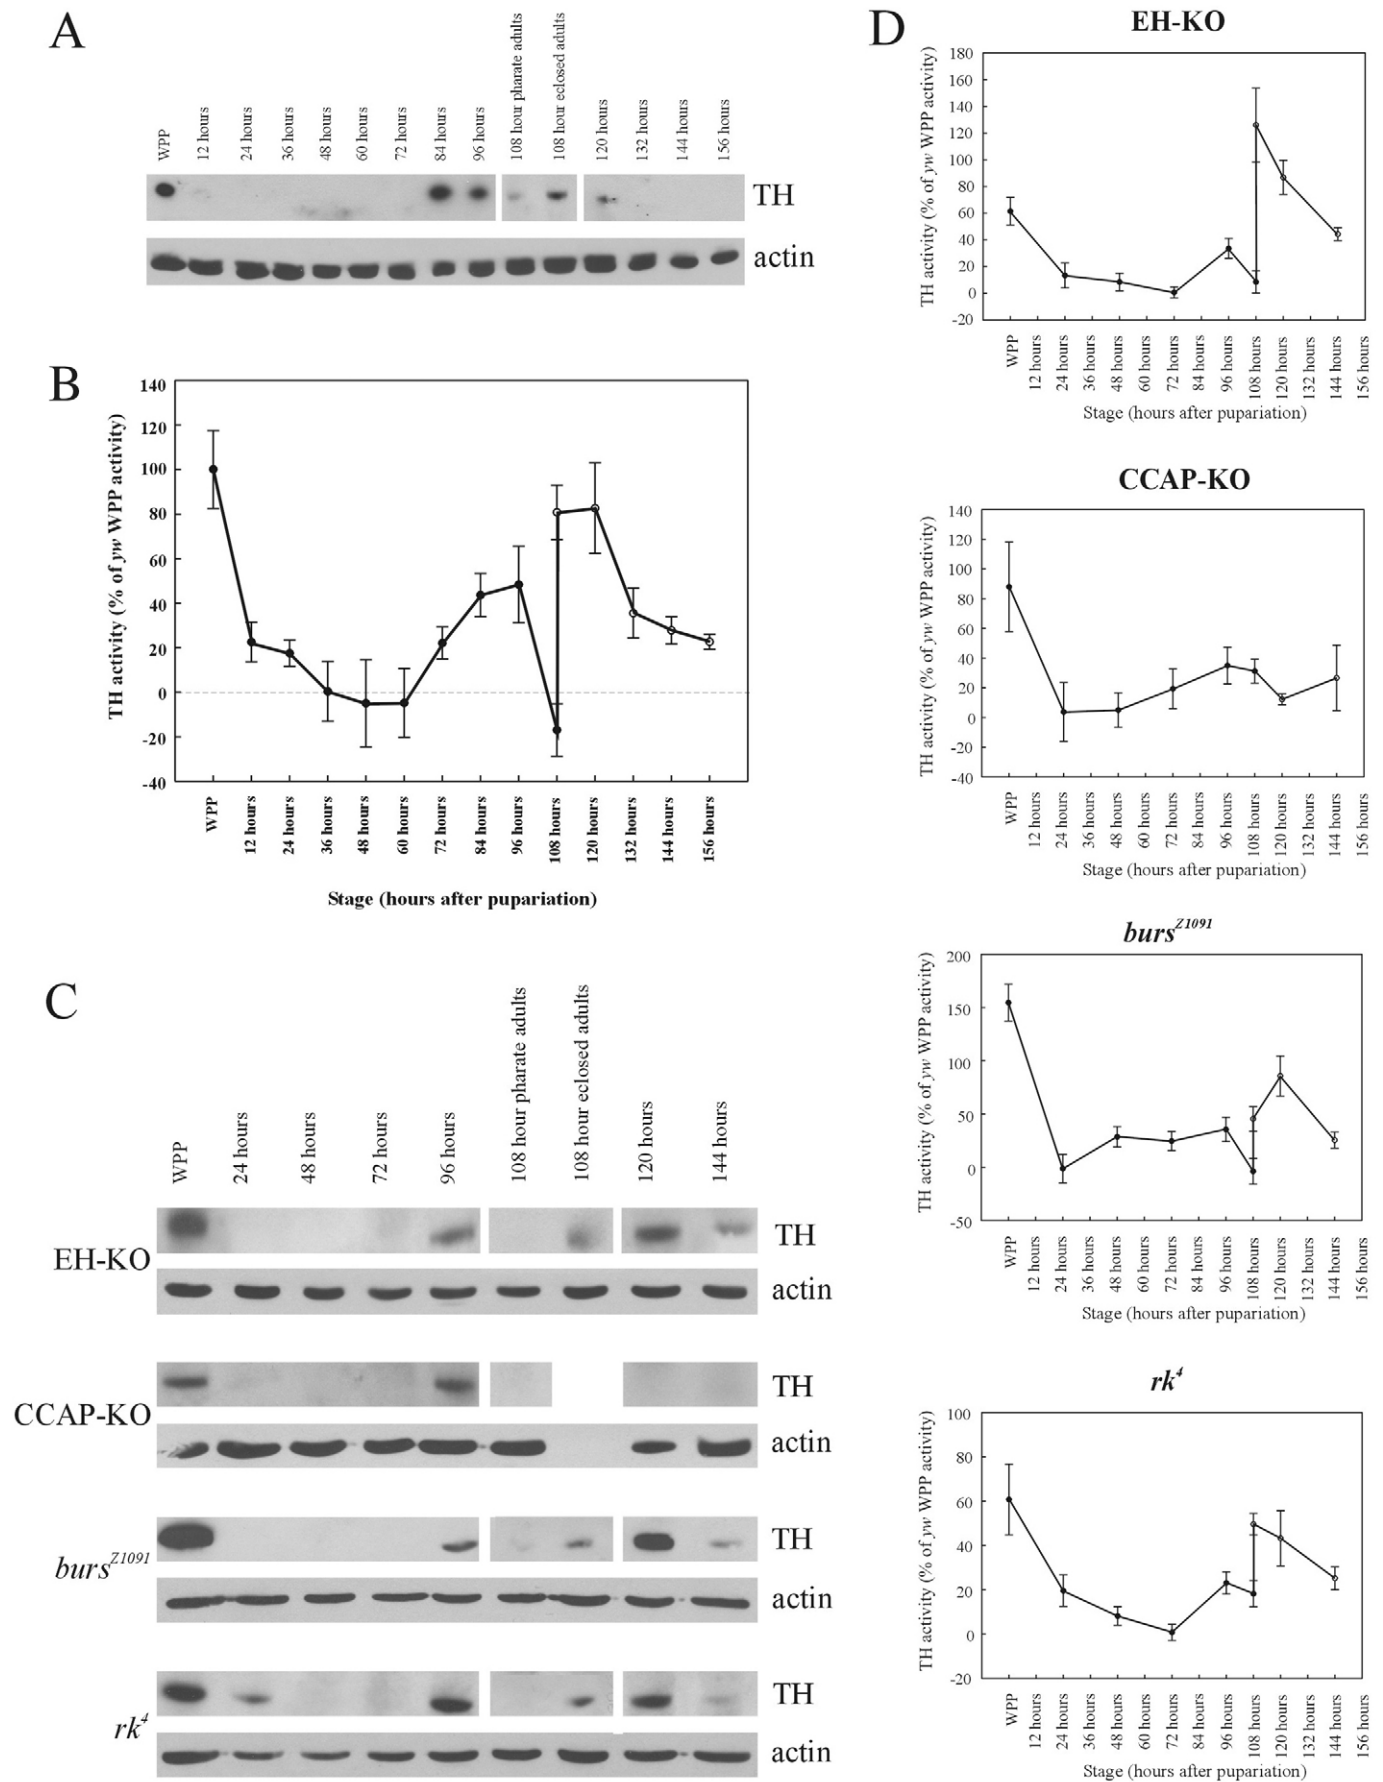 A
WPP
12 hours
24 hours
36 hours
48 hours
60 hours
72 hours
84 hours
96 hours
108 hour pharate adults
108 hour eclosed adults
120 hours
132 hours
144 hours
156 hours
TH
actin
B
TH activity (% of yw WPP activity)
140
120
100
80
60
40
20
0
-20
-40
WPP
12 hours
24 hours
36 hours
48 hours
60 hours
72 hours
84 hours
96 hours
108 hours
120 hours
132 hours
144 hours
156 hours
Stage (hours after pupariation)
C
WPP
24 hours
48 hours
72 hours
96 hours
108 hour pharate adults
108 hour eclosed adults
120 hours
144 hours
EH-KO
TH
actin
CCAP-KO
TH
actin
burs^Z1091
TH
actin
rk^4
TH
actin
D
EH-KO
TH activity (% of yw WPP activity)
180
160
140
120
100
80
60
40
20
0
-20
WPP
12 hours
24 hours
36 hours
48 hours
60 hours
72 hours
84 hours
96 hours
108 hours
120 hours
132 hours
144 hours
156 hours
Stage (hours after pupariation)
CCAP-KO
TH activity (% of yw WPP activity)
140
120
100
80
60
40
20
0
-20
-40
WPP
12 hours
24 hours
36 hours
48 hours
60 hours
72 hours
84 hours
96 hours
108 hours
120 hours
132 hours
144 hours
156 hours
Stage (hours after pupariation)
burs^Z1091
TH activity (% of yw WPP activity)
200
150
100
50
0
-50
WPP
12 hours
24 hours
36 hours
48 hours
60 hours
72 hours
84 hours
96 hours
108 hours
120 hours
132 hours
144 hours
156 hours
Stage (hours after pupariation)
rk^4
TH activity (% of yw WPP activity)
100
80
60
40
20
0
-20
WPP
12 hours
24 hours
36 hours
48 hours
60 hours
72 hours
84 hours
96 hours
108 hours
120 hours
132 hours
144 hours
156 hours
Stage (hours after pupariation)